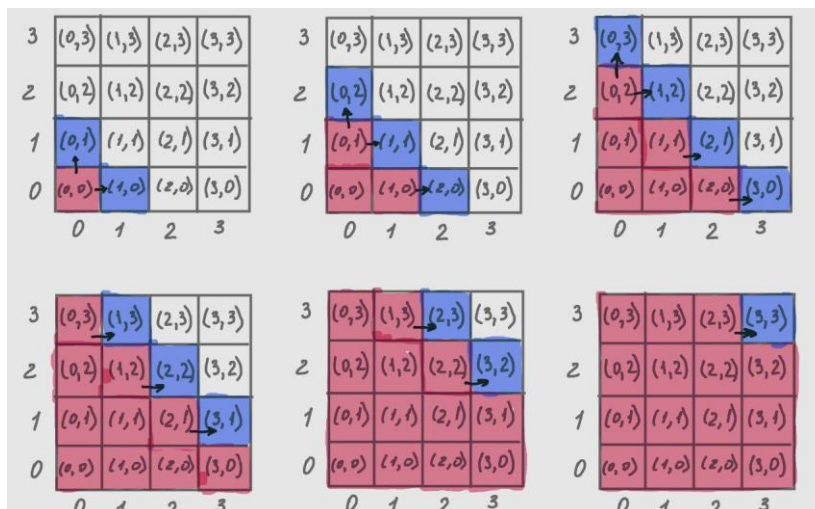 3 (0,3) (1,3) (2,3) (3,3)
2 (0,2) (1,2) (2,2) (3,2)
1 (0,1) (1,1) (2,1) (3,1)
0 (0,0) (1,0) (2,0) (3,0)
0 1 2 3
3 (0,3) (1,3) (2,3) (3,3)
2 (0,2) (1,2) (2,2) (3,2)
1 (0,1) (1,1) (2,1) (3,1)
0 (0,0) (1,0) (2,0) (3,0)
0 1 2 3
3 (0,3) (1,3) (2,3) (3,3)
2 (0,2) (1,2) (2,2) (3,2)
1 (0,1) (1,1) (2,1) (3,1)
0 (0,0) (1,0) (2,0) (3,0)
0 1 2 3
3 (0,3) (1,3) (2,3) (3,3)
2 (0,2) (1,2) (2,2) (3,2)
1 (0,1) (1,1) (2,1) (3,1)
0 (0,0) (1,0) (2,0) (3,0)
0 1 2 3
3 (0,3) (1,3) (2,3) (3,3)
2 (0,2) (1,2) (2,2) (3,2)
1 (0,1) (1,1) (2,1) (3,1)
0 (0,0) (1,0) (2,0) (3,0)
0 1 2 3
3 (0,3) (1,3) (2,3) (3,3)
2 (0,2) (1,2) (2,2) (3,2)
1 (0,1) (1,1) (2,1) (3,1)
0 (0,0) (1,0) (2,0) (3,0)
0 1 2 3